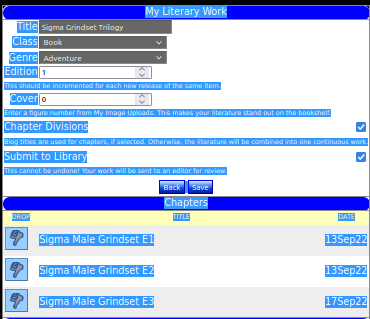 My Literary Work
Title Sigma Grindset Trilogy
Class Book
Genre Adventure
Edition 1
This should be incremented for each new release of the same item.
Cover 0
Enter a figure number from My Image Uploads. This makes your literature stand out on the bookshelf.
Chapter Divisions
Blog titles are used for chapters, if selected. Otherwise, the literature will be combined into one continuous work.
Submit to Library
This cannot be undone! Your work will be sent to an editor for review.
Back Save
Chapters
DROP TITLE DATE
Sigma Male Grindset E1 13Sep22
Sigma Male Grindset E2 13Sep22
Sigma Male Grindset E3 17Sep22